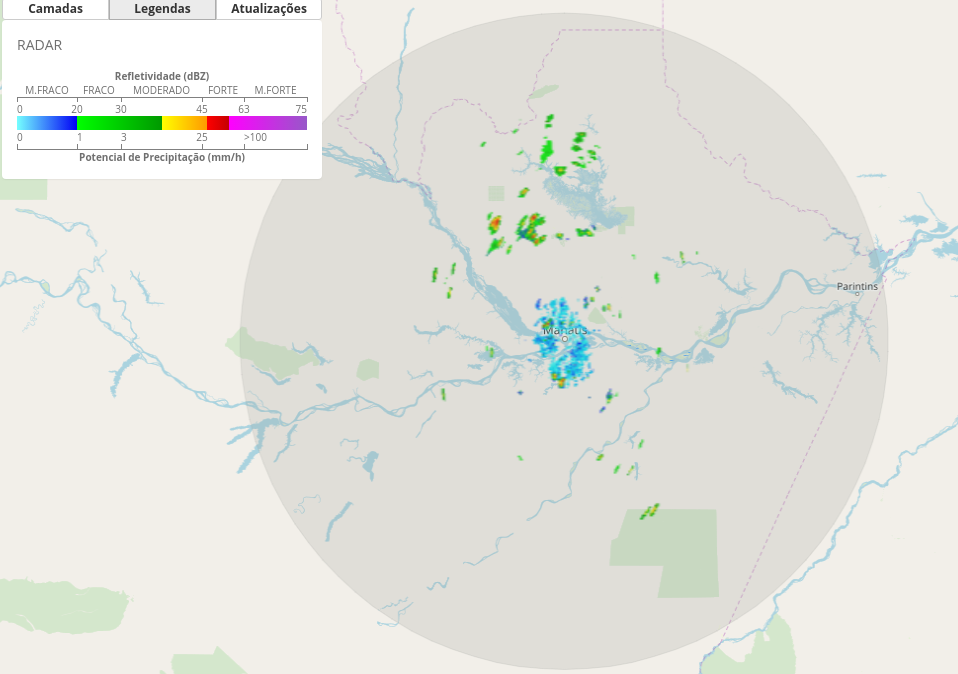 Camadas Legendas Atualizações
RADAR
Refletividade (dBZ)
M.FRACO FRACO MODERADO FORTE M.FORTE
0 20 30 45 63 75
0 1 3 25 >100
Potencial de Precipitação (mm/h)
Parintins
Manaus